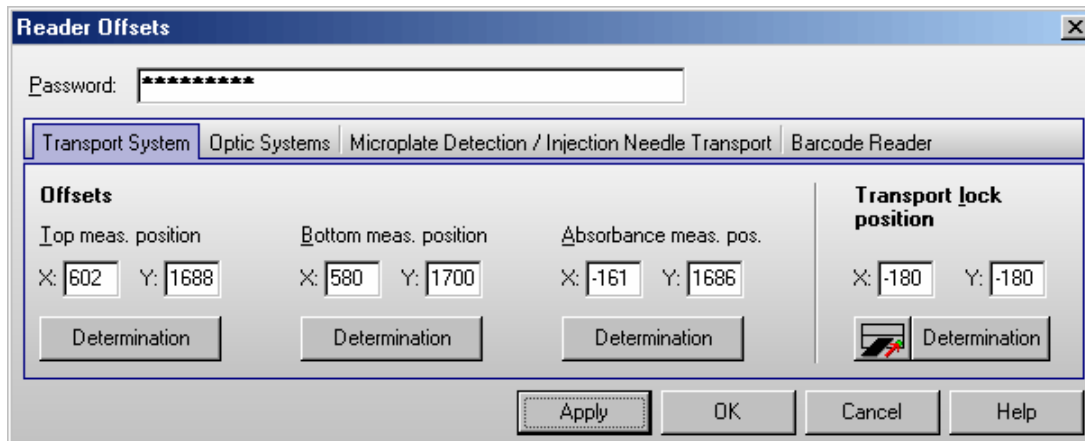 Reader Offsets
Password: *********
Transport System Optic Systems Microplate Detection / Injection Needle Transport Barcode Reader
Offsets
Top meas. position
X: 602 Y: 1688
Determination
Bottom meas. position
X: 580 Y: 1700
Determination
Absorbance meas. pos.
X: -161 Y: 1686
Determination
Transport lock
position
X: -180 Y: -180
Determination
Apply OK Cancel Help